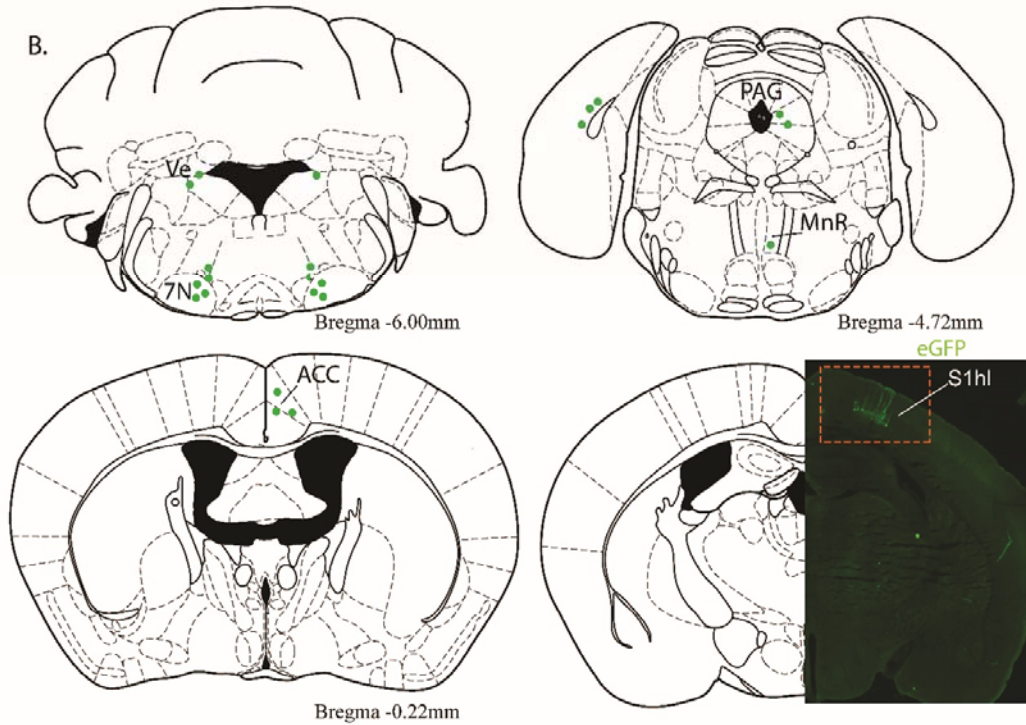 B.
Ve
7N
Bregma -6.00mm
PAG
MnR
Bregma -4.72mm
ACC
Bregma -0.22mm
eGFP
S1hl